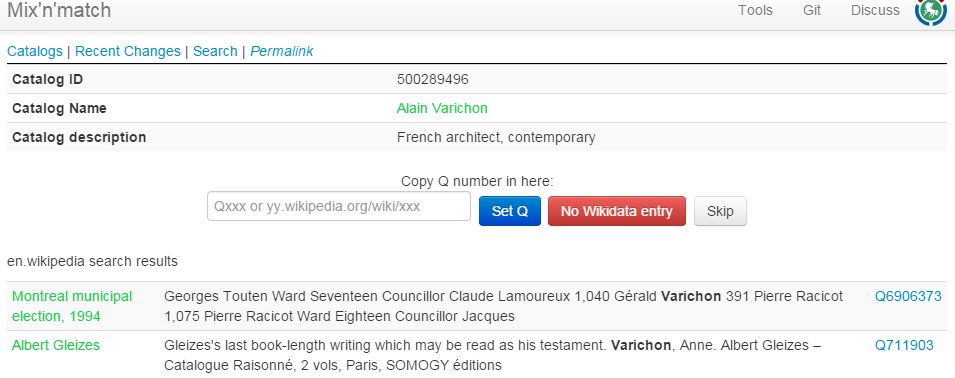 Mix'n'match Tools Git Discuss
Catalogs | Recent Changes | Search | Permalink
Catalog ID 500289496
Catalog Name Alain Varichon
Catalog description French architect, contemporary
Copy Q number in here:
Qxxx or yy.wikipedia.org/wiki/xxx Set Q No Wikidata entry Skip
en.wikipedia search results
Montreal municipal Georges Touten Ward Seventeen Councillor Claude Lamoureux 1,040 Gérald Varichon 391 Pierre Racicot Q6906373
election, 1994 1,075 Pierre Racicot Ward Eighteen Councillor Jacques
Albert Gleizes Gleizes's last book-length writing which may be read as his testament. Varichon, Anne. Albert Gleizes – Q711903
Catalogue Raisonné, 2 vols, Paris, SOMOGY éditions